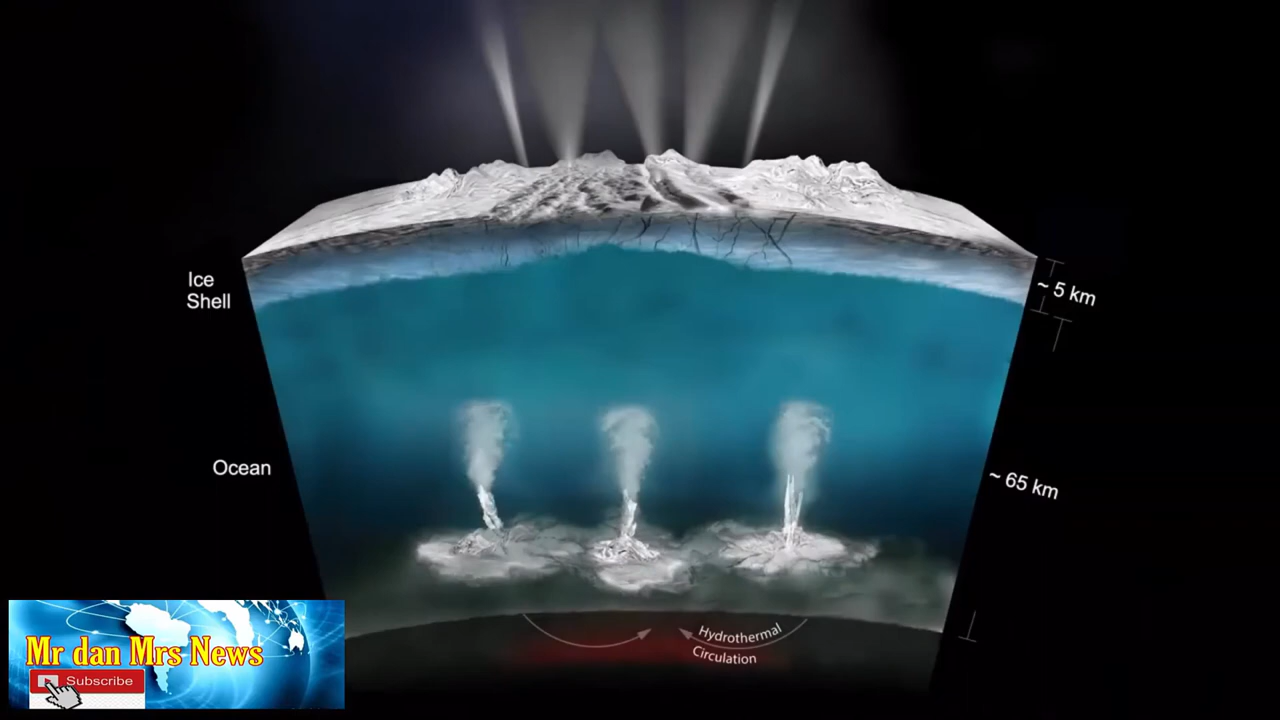 Ice
Shell
~ 5 km
Ocean
~ 65 km
Hydrothermal
Circulation
Mr dan Mrs News
Subscribe